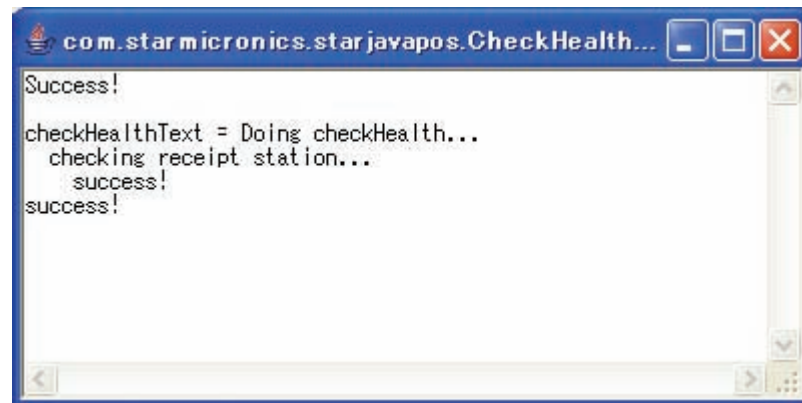 com.starmicronics.starjavapos.CheckHealth...
Success!
checkHealthText = Doing checkHealth...
checking receipt station...
success!
success!